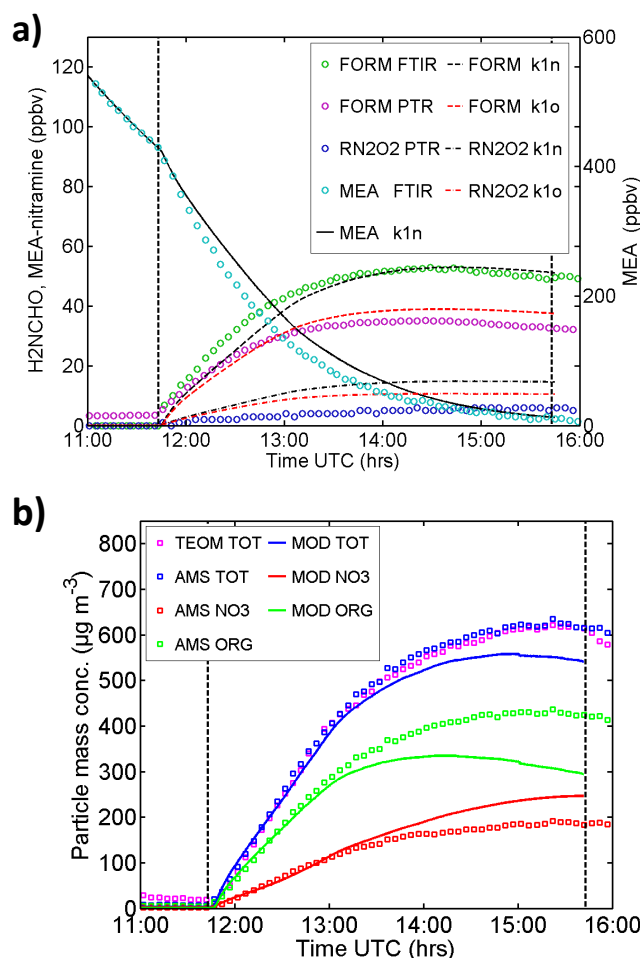 a)
H2NCHO, MEA-nitramine (ppbv)
120
100
80
60
40
20
0
FORM FTIR
FORM k1n
FORM PTR
FORM k1o
RN2O2 PTR
RN2O2 k1n
MEA FTIR
RN2O2 k1o
MEA k1n
600
400
200
0
MEA (ppbv)
11:00 12:00 13:00 14:00 15:00 16:00
Time UTC (hrs)
b)
Particle mass conc. (µg m-3)
800
700
600
500
400
300
200
100
0
TEOM TOT
MOD TOT
AMS TOT
MOD NO3
AMS NO3
MOD ORG
AMS ORG
11:00 12:00 13:00 14:00 15:00 16:00
Time UTC (hrs)